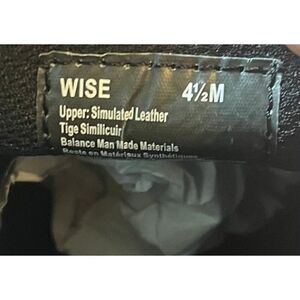 WISE 4½M
Upper: Simulated Leather
Tige Similicuir
Balance Man Made Materials
Reste en Matériaux Synthétiques